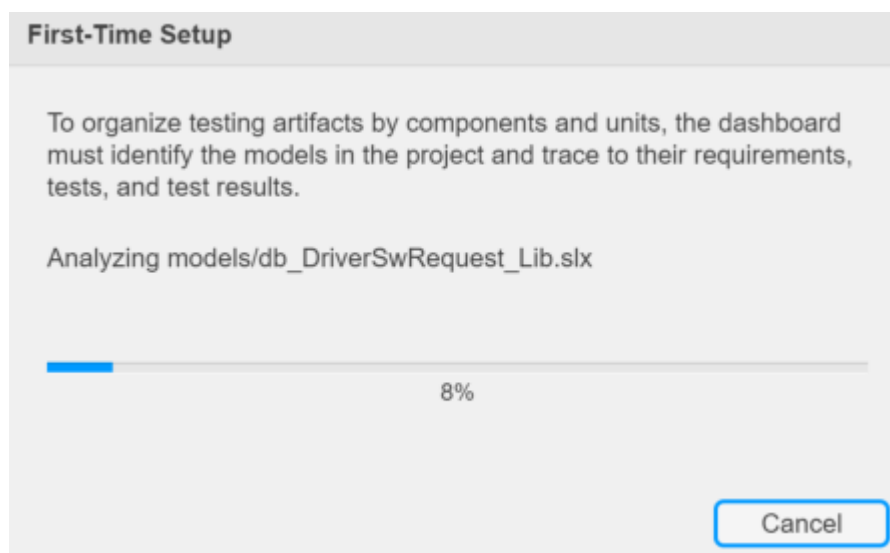 First-Time Setup
To organize testing artifacts by components and units, the dashboard
must identify the models in the project and trace to their requirements,
tests, and test results.
Analyzing models/db_DriverSwRequest_Lib.slx
8%
Cancel